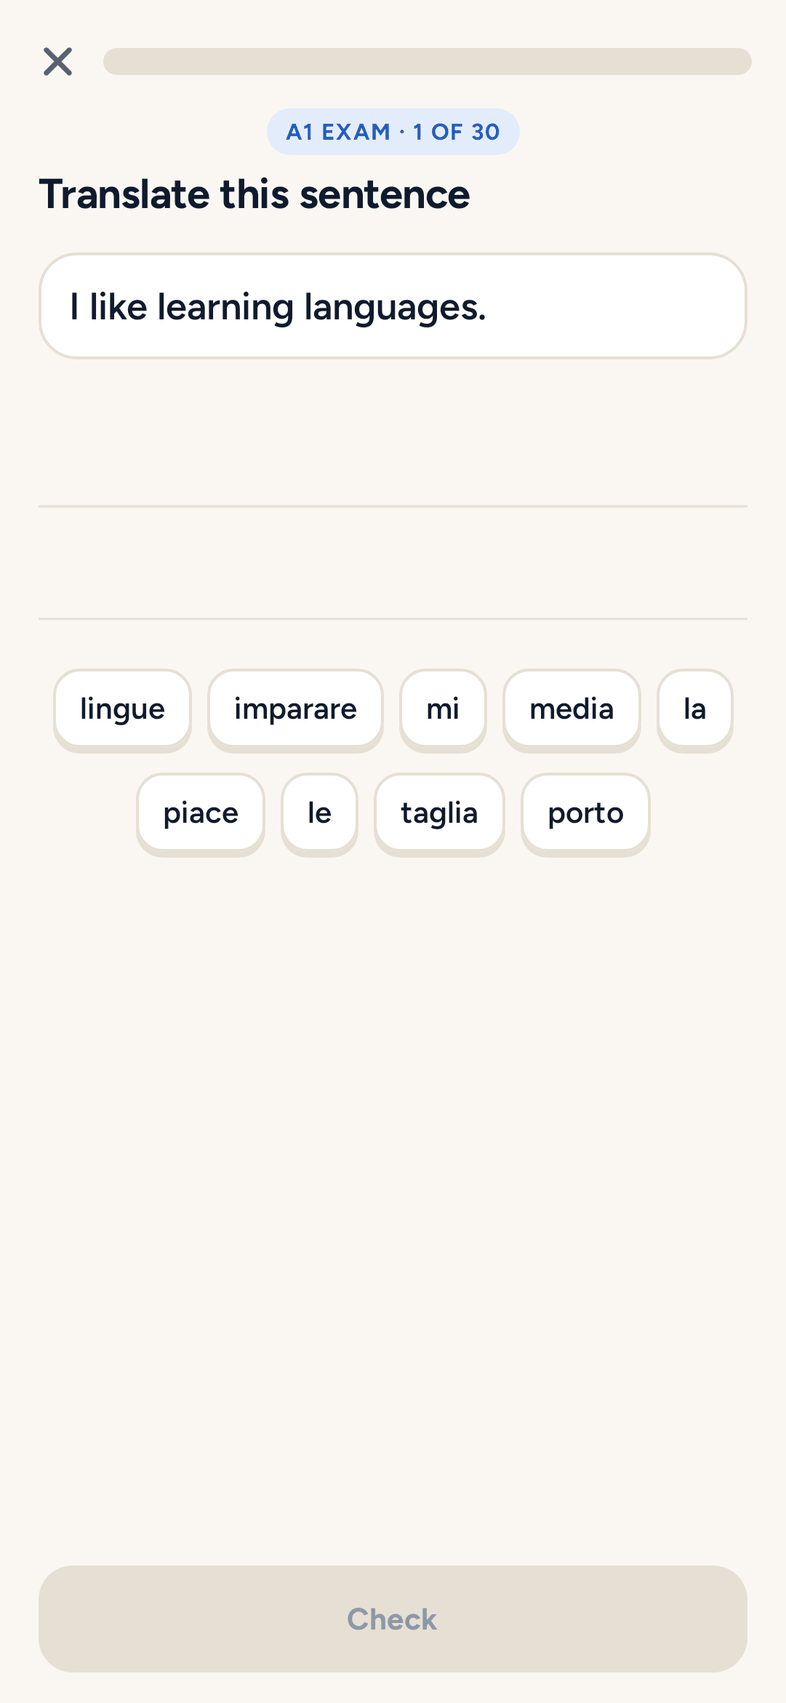 A1 EXAM · 1 OF 30
Translate this sentence
I like learning languages.
lingue imparare mi media la
piace le taglia porto
Check